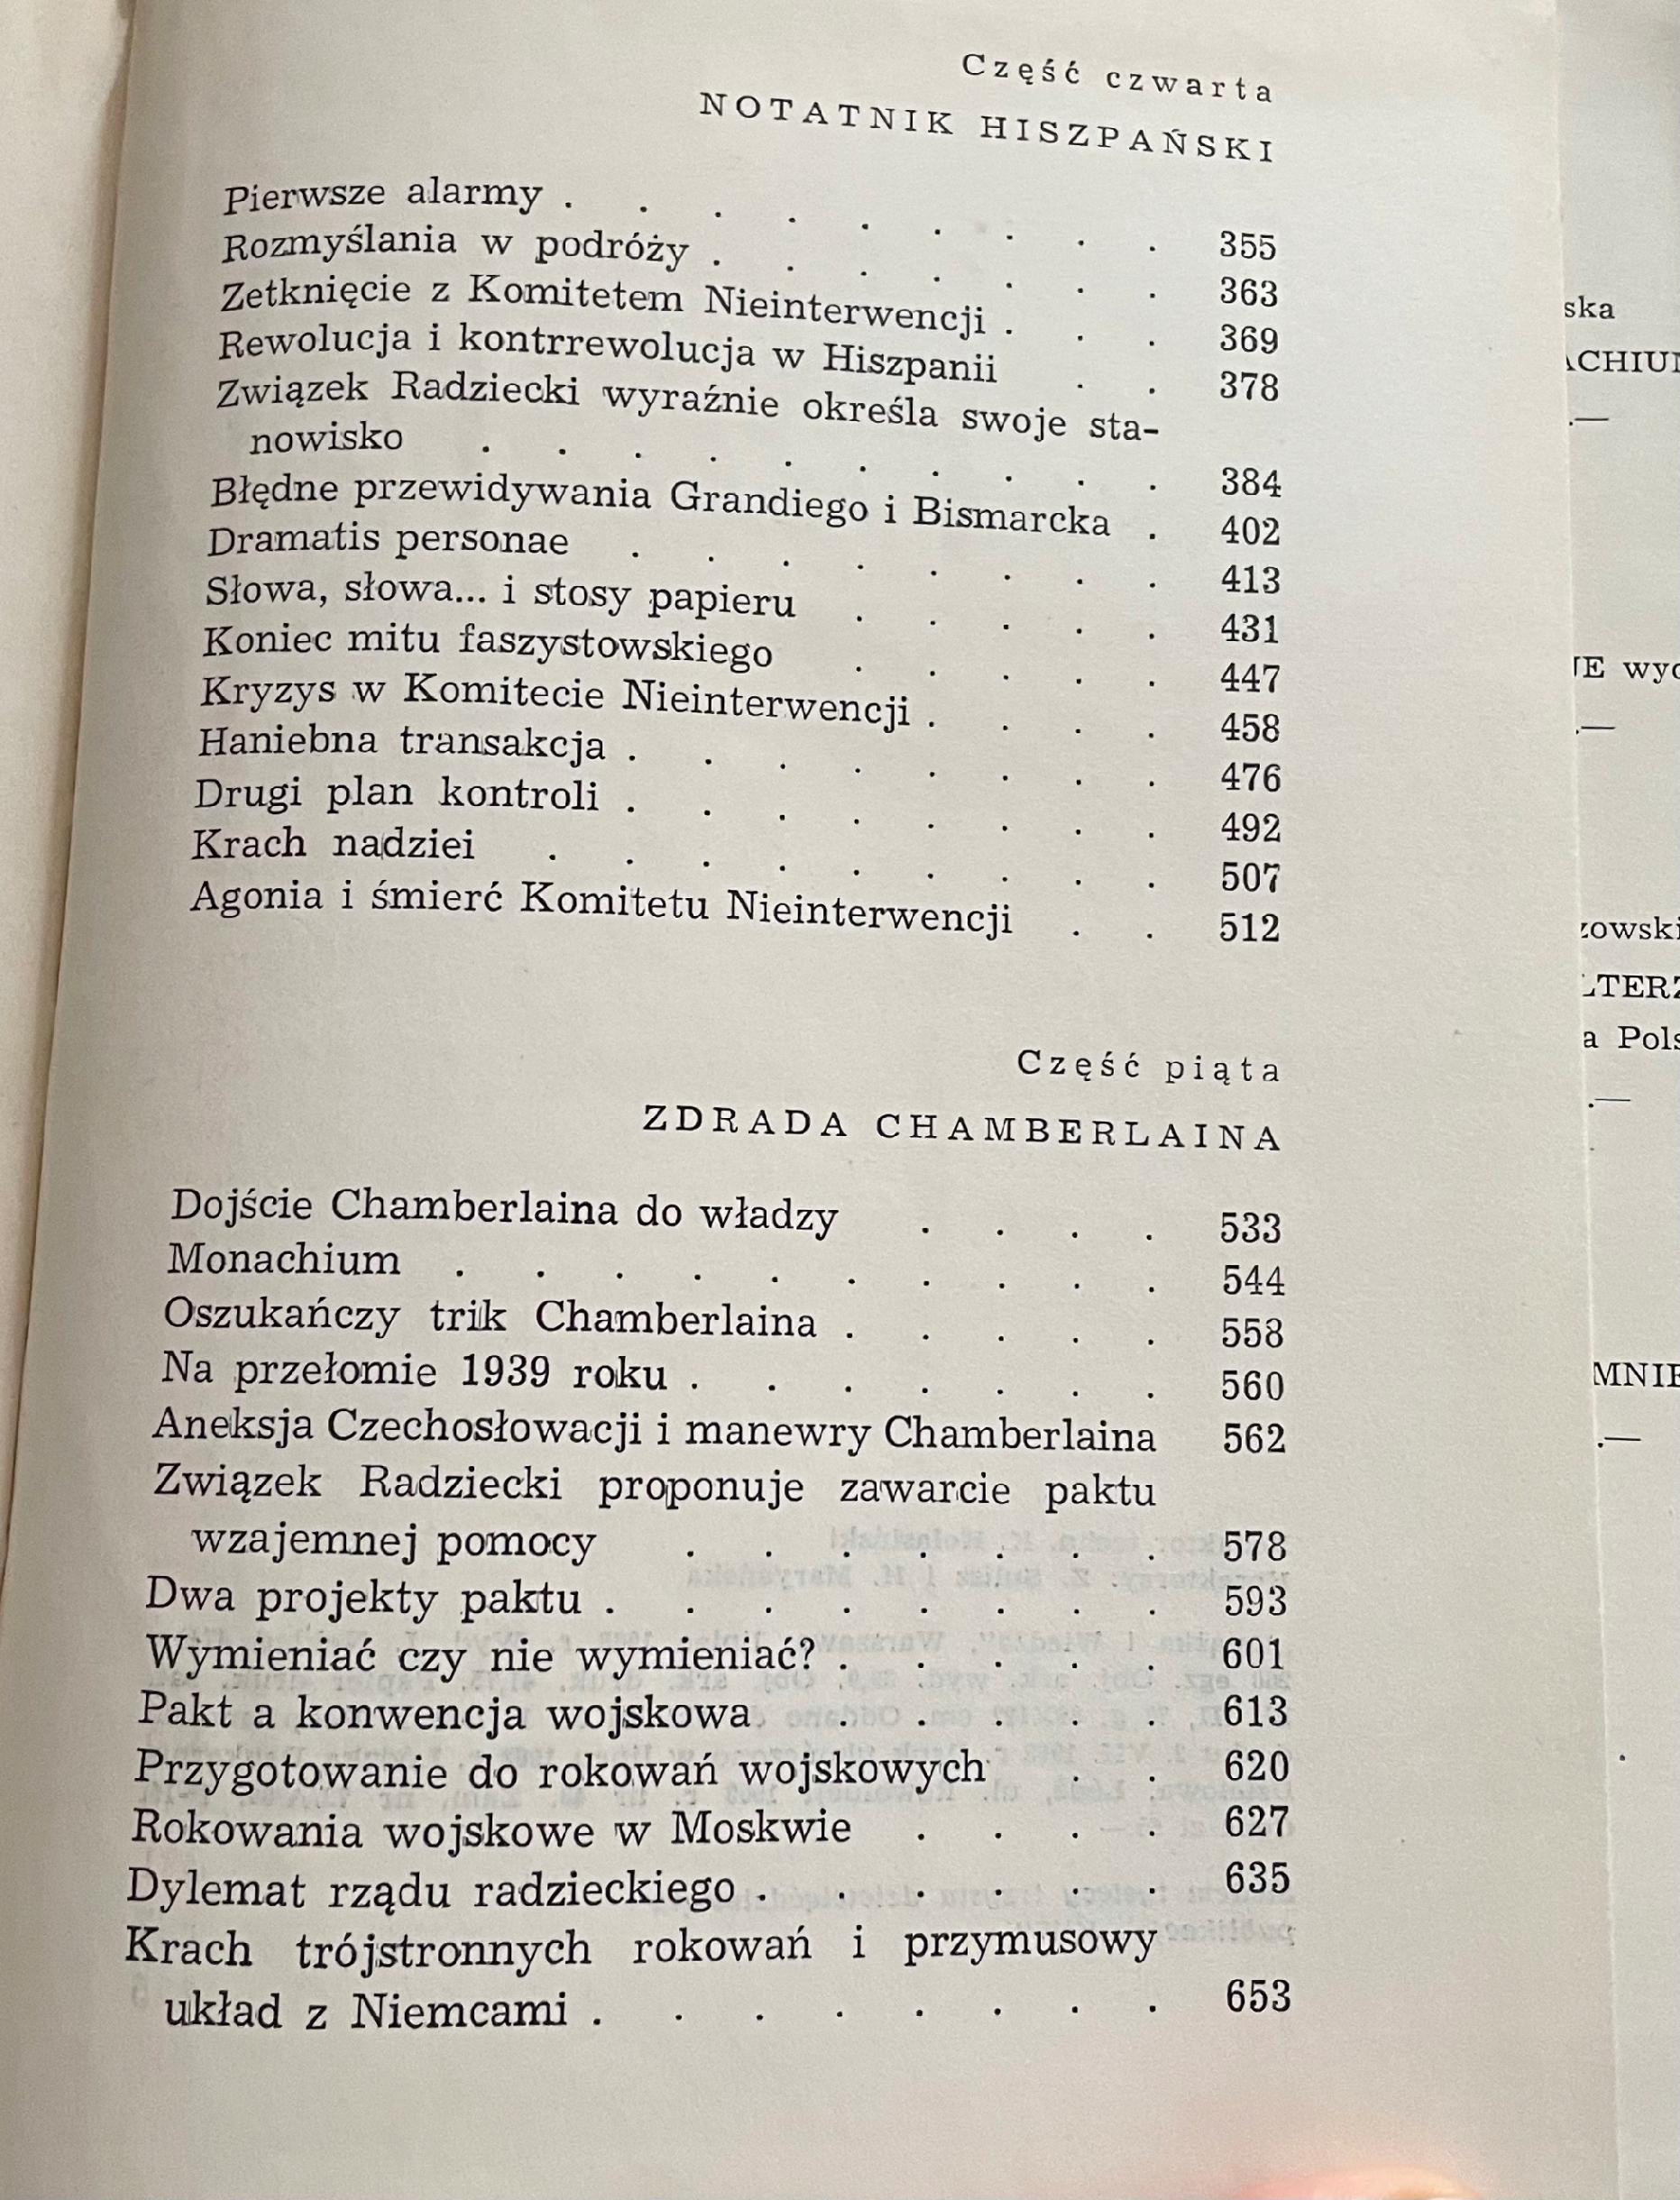 Część czwarta
NOTATNIK HISZPAŃSKI
Pierwsze alarmy . . . . . . . . . 355
Rozmyślania w podróży . . . . . . . 363
Zetknięcie z Komitetem Nieinterwencji . . . 369
Rewolucja i kontrrewolucja w Hiszpanii . . 378
Związek Radziecki wyraźnie określa swoje sta-
nowisko . . . . . . . . . . 384
Błędne przewidywania Grandiego i Bismarcka . 402
Dramatis personae . . . . . . . . 413
Słowa, słowa... i stosy papieru . . . . . 431
Koniec mitu faszystowskiego . . . . . 447
Kryzys w Komitecie Nieinterwencji . . . . 458
Haniebna transakcja . . . . . . . . 476
Drugi plan kontroli . . . . . . . . 492
Krach nadziei . . . . . . . . . 507
Agonia i śmierć Komitetu Nieinterwencji . . 512
Część piąta
ZDRADA CHAMBERLAINA
Dojście Chamberlaina do władzy . . . . 533
Monachium . . . . . . . . . . 544
Oszukańczy trik Chamberlaina . . . . . 558
Na przełomie 1939 roku . . . . . . . 560
Aneksja Czechosłowacji i manewry Chamberlaina 562
Związek Radziecki proponuje zawarcie paktu
wzajemnej pomocy . . . . . . . 578
Dwa projekty paktu . . . . . . . . 593
Wymieniać czy nie wymieniać? . . . . . 601
Pakt a konwencja wojskowa . . . . . . 613
Przygotowanie do rokowań wojskowych . . 620
Rokowania wojskowe w Moskwie . . . . 627
Dylemat rządu radzieckiego . . . . . . 635
Krach trójstronnych rokowań i przymusowy
układ z Niemcami . . . . . . . . 653